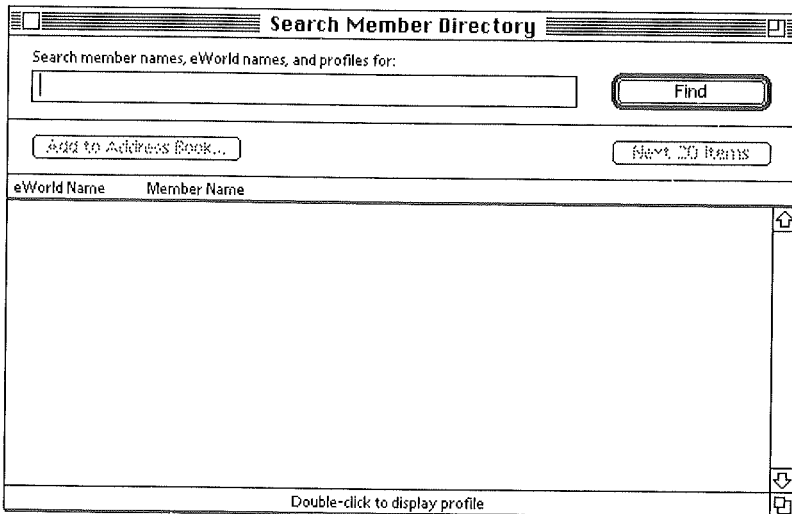 Search Member Directory
Search member names, eWorld names, and profiles for:
Find
Add to Address Book...
Next 20 Items
eWorld Name Member Name
Double-click to display profile